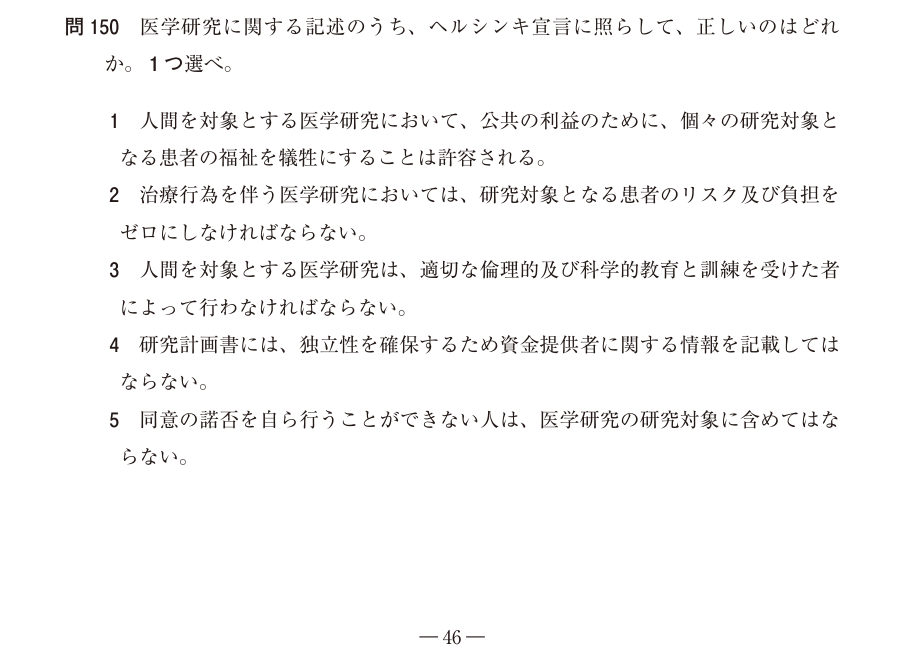 問 150　医学研究に関する記述のうち、ヘルシンキ宣言に照らして、正しいのはどれ
か。1つ選べ。
1　人間を対象とする医学研究において、公共の利益のために、個々の研究対象と
なる患者の福祉を犠牲にすることは許容される。
2　治療行為を伴う医学研究においては、研究対象となる患者のリスク及び負担を
ゼロにしなければならない。
3　人間を対象とする医学研究は、適切な倫理的及び科学的教育と訓練を受けた者
によって行わなければならない。
4　研究計画書には、独立性を確保するため資金提供者に関する情報を記載しては
ならない。
5　同意の諾否を自ら行うことができない人は、医学研究の研究対象に含めてはな
らない。
― 46 ―